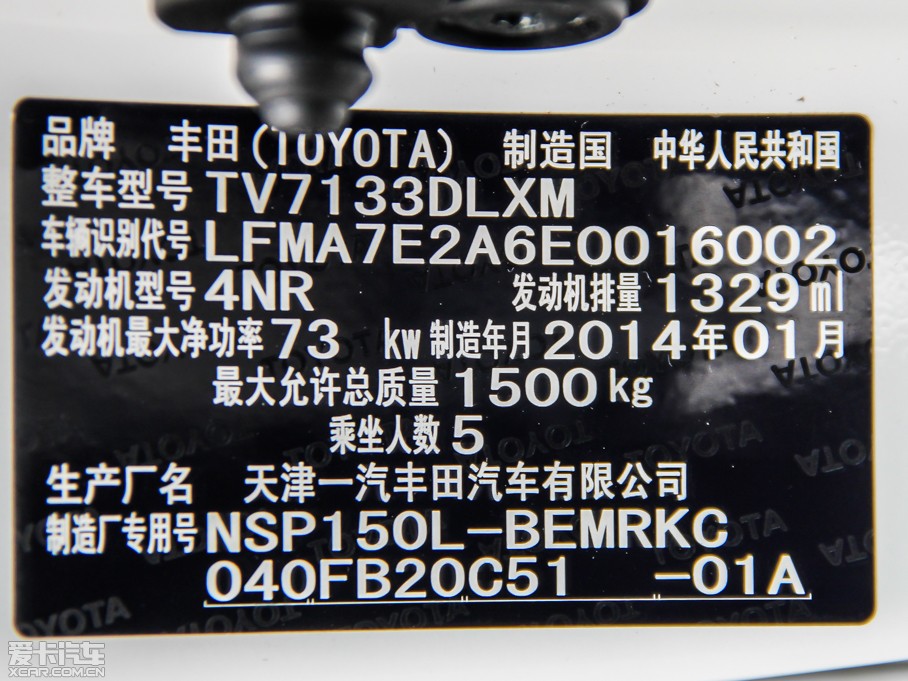 品牌 丰田(TOYOTA) 制造国 中华人民共和国
整车型号 TV7133DLXM
车辆识别代号 LFMA7E2A6E0016002
发动机型号 4NR 发动机排量 1329 ml
发动机最大净功率 73 kw 制造年月 2014年01月
最大允许总质量 1500 kg
乘坐人数 5
生产厂名 天津一汽丰田汽车有限公司
制造厂专用号 NSP150L-BEMRKC
040FB20C51 -01A
爱卡汽车
XCAR.COM.CN